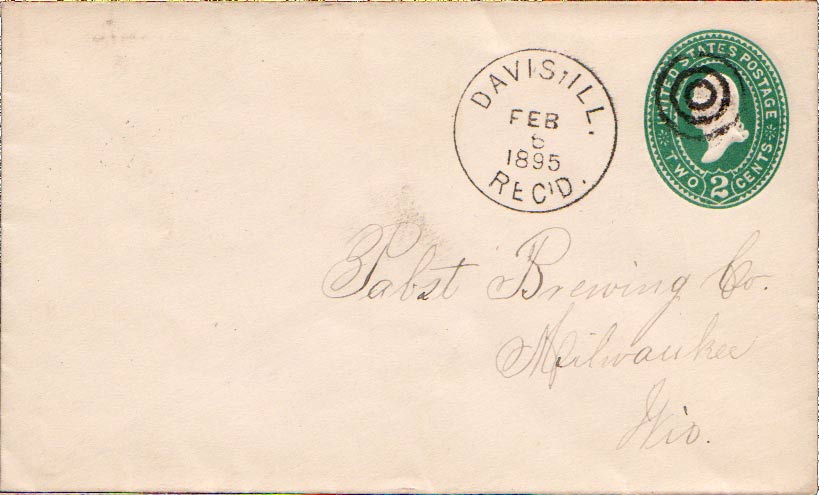 DAVIS, ILL.
FEB
6
1895
REC'D.
UNITED STATES POSTAGE
TWO 2 CENTS
Pabst Brewing Co.
Milwaukee
Wis.